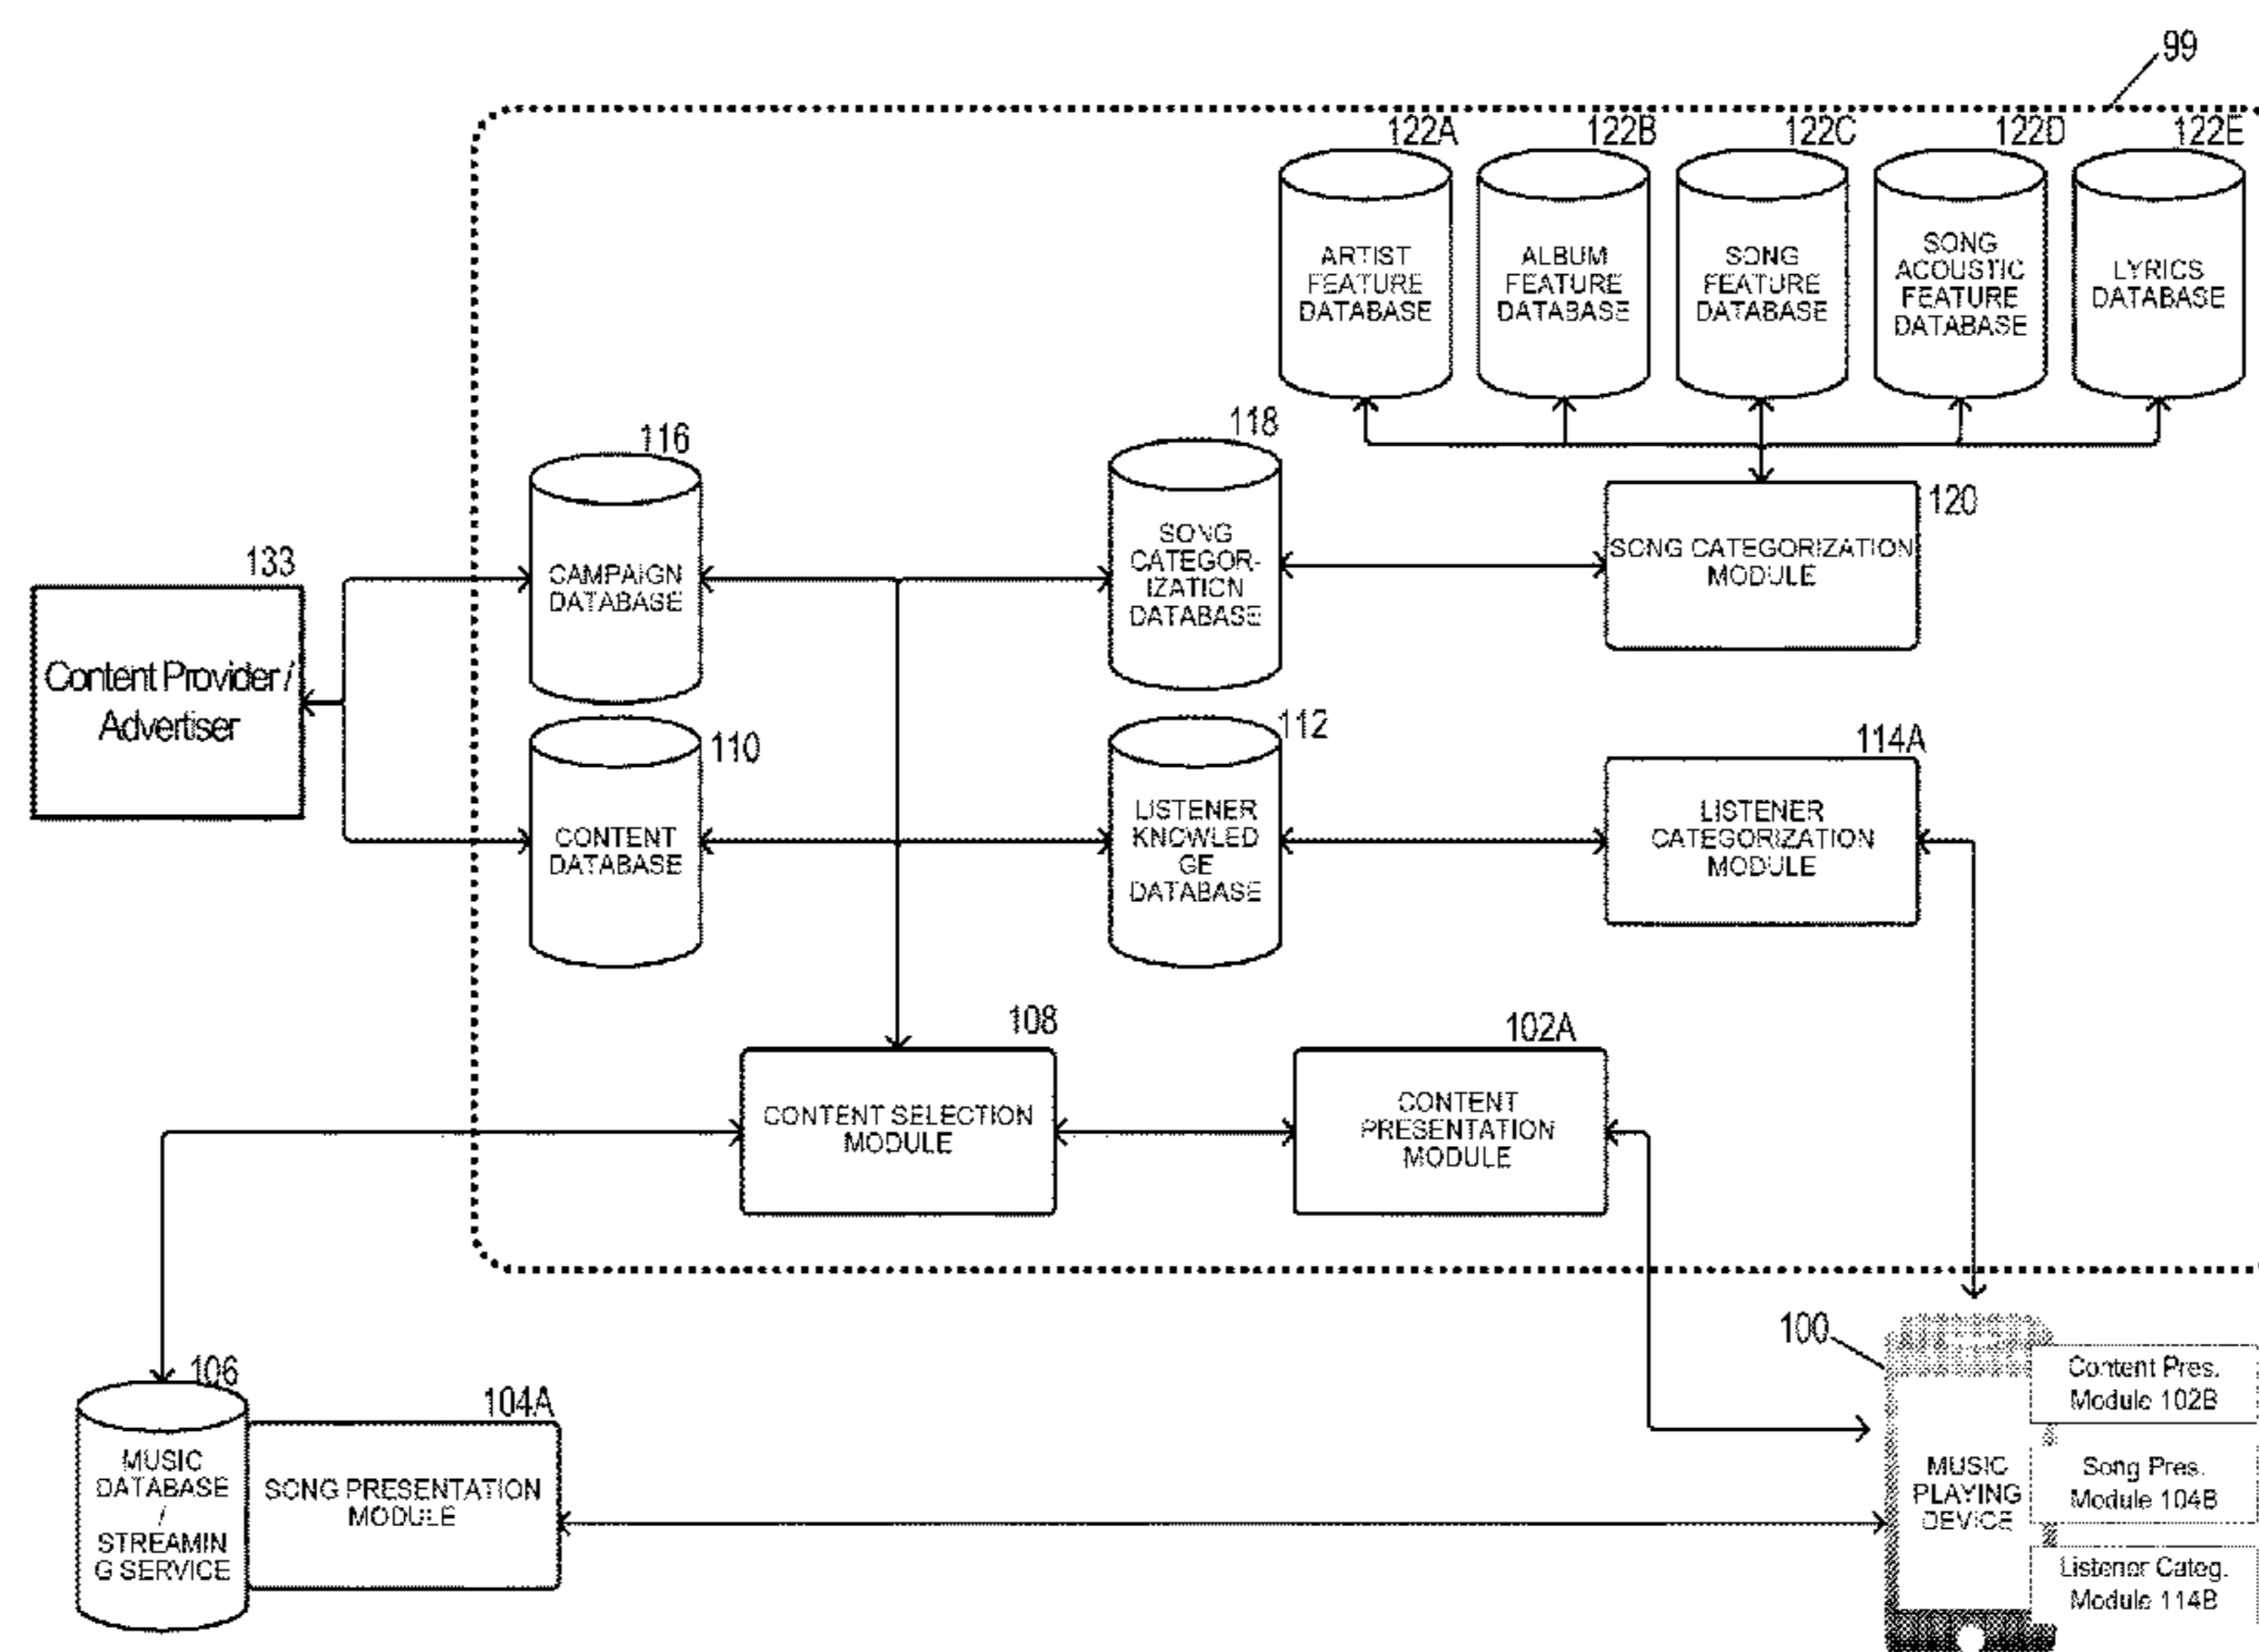 99
122A
122B
122C
122D
122E
ARTIST
FEATURE
DATABASE
ALBUM
FEATURE
DATABASE
SONG
FEATURE
DATABASE
SONG
ACOUSTIC
FEATURE
DATABASE
LYRICS
DATABASE
116
CAMPAIGN
DATABASE
118
SONG
CATEGOR-
IZATION
DATABASE
120
SONG CATEGORIZATION
MODULE
133
Content Provider /
Advertiser
110
CONTENT
DATABASE
112
LISTENER
KNOWLED
GE
DATABASE
114A
LISTENER
CATEGORIZATION
MODULE
108
CONTENT SELECTION
MODULE
102A
CONTENT
PRESENTATION
MODULE
106
MUSIC
DATABASE
/
STREAMIN
G SERVICE
104A
SONG PRESENTATION
MODULE
100
MUSIC
PLAYING
DEVICE
Content Pres.
Module 102B
Song Pres.
Module 104B
Listener Categ.
Module 114B